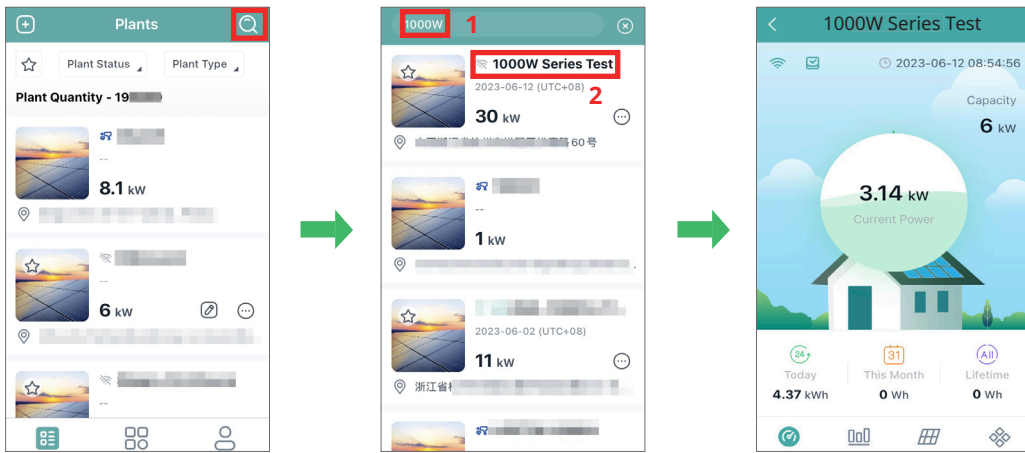 Plants
Plant Status
Plant Type
Plant Quantity - 19
--
8.1 kW
--
6 kW
--
1000W
1
1000W Series Test
2023-06-12 (UTC+08)
2
30 kW
60号
--
1 kW
2023-06-02 (UTC+08)
11 kW
浙江省
1000W Series Test
2023-06-12 08:54:56
Capacity
6 kW
3.14 kW
Current Power
24
31
All
Today
This Month
Lifetime
4.37 kWh
0 Wh
0 Wh